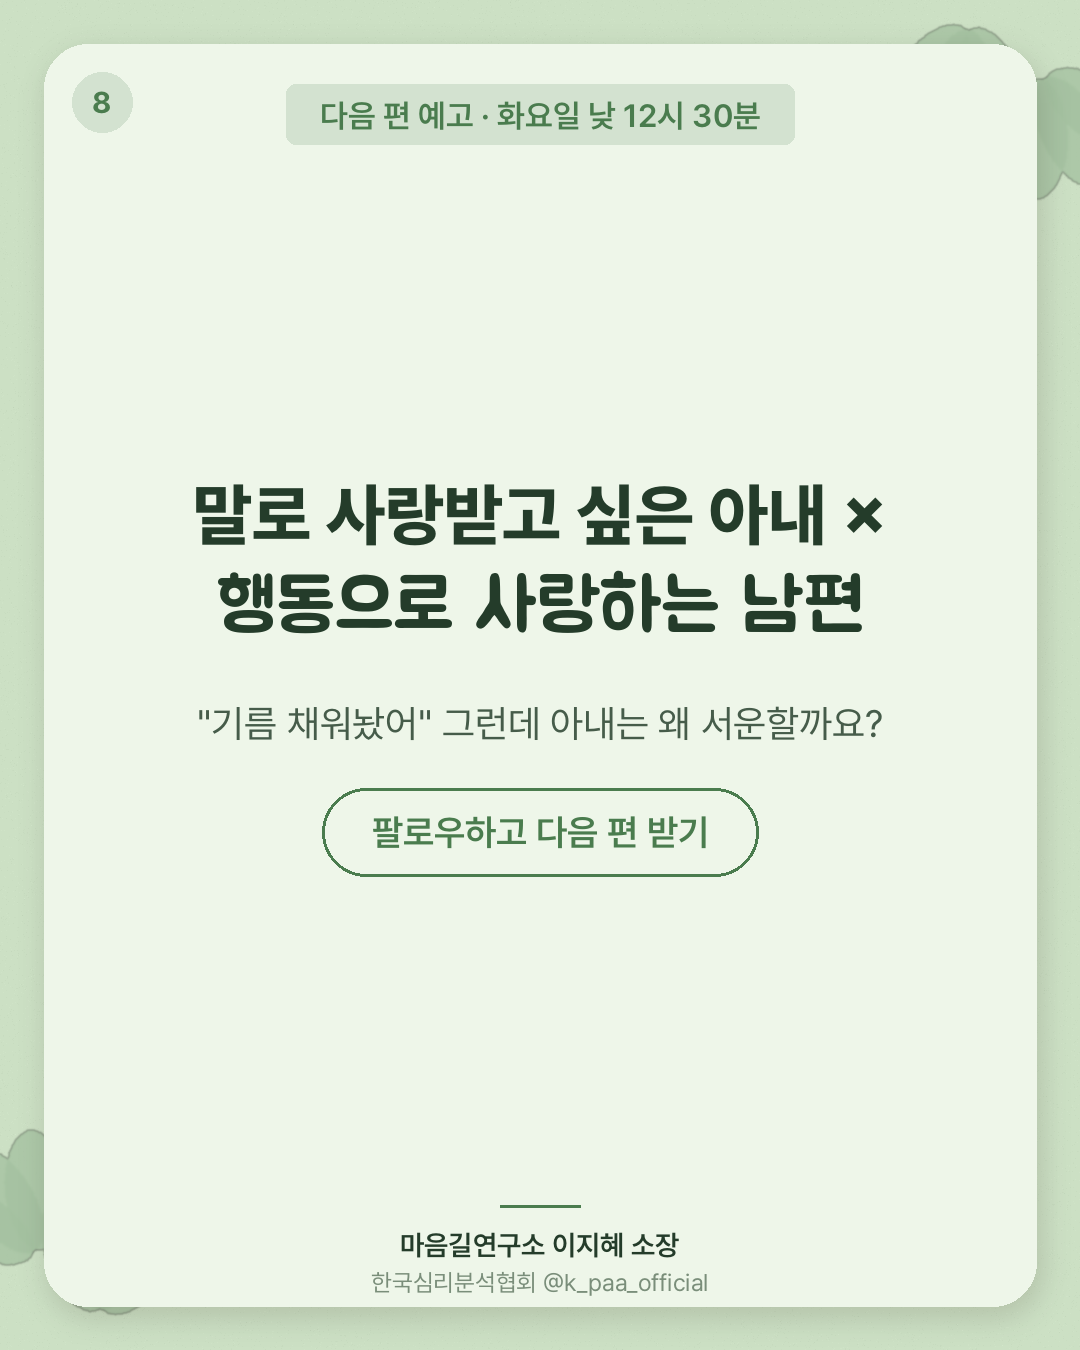 8
다음 편 예고 · 화요일 낮 12시 30분
말로 사랑받고 싶은 아내 ×
행동으로 사랑하는 남편
"기름 채워놨어" 그런데 아내는 왜 서운할까요?
팔로우하고 다음 편 받기
마음길연구소 이지혜 소장
한국심리분석협회 @k_paa_official